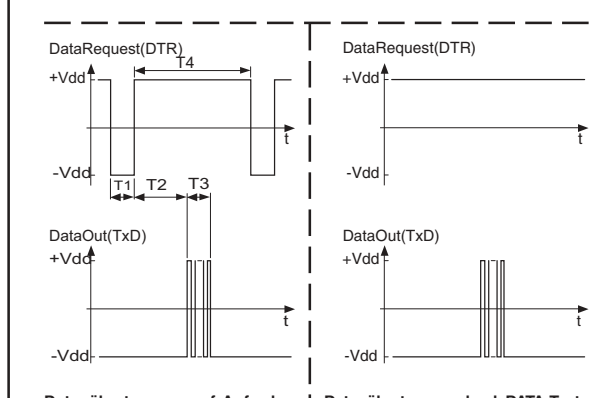 DataRequest(DTR)
T4
+Vdd
t
-Vdd
T1 T2 T3
DataOut(TxD)
+Vdd
t
-Vdd
DataRequest(DTR)
+Vdd
t
-Vdd
DataOut(TxD)
+Vdd
t
-Vdd